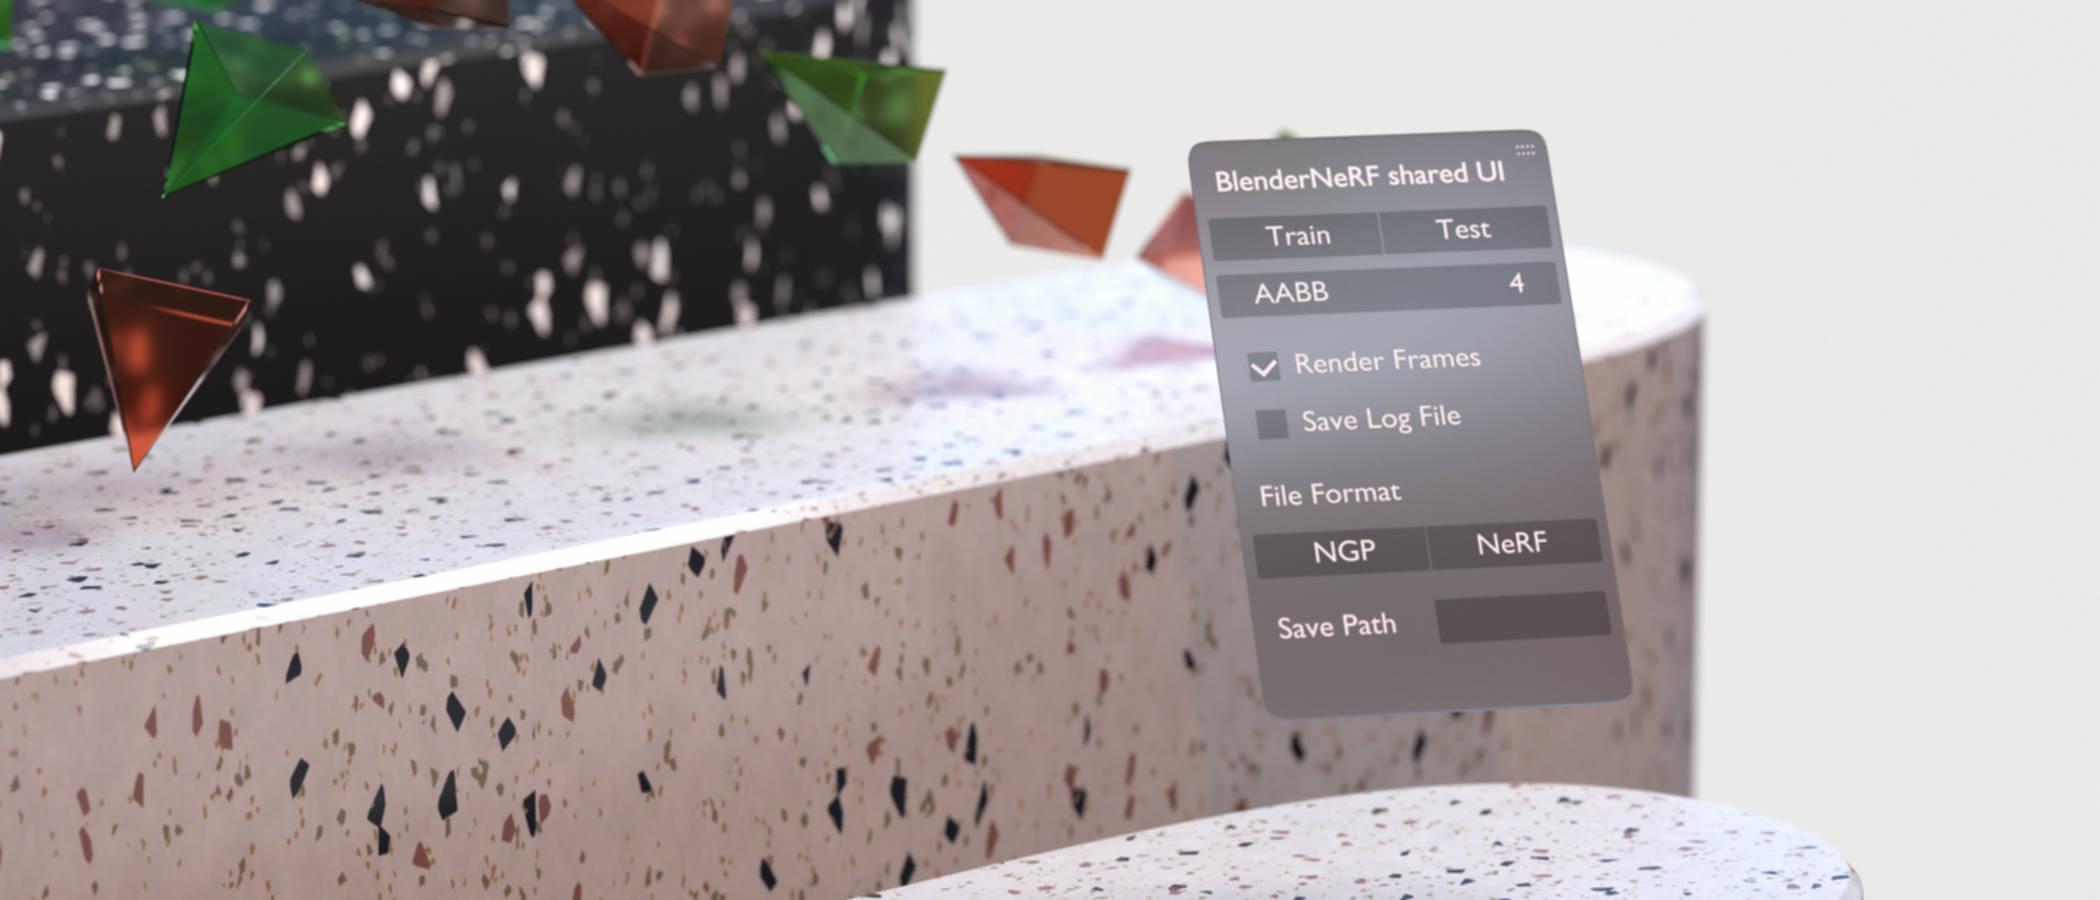 BlenderNeRF shared UI
Train Test
AABB 4
Render Frames
Save Log File
File Format
NGP NeRF
Save Path